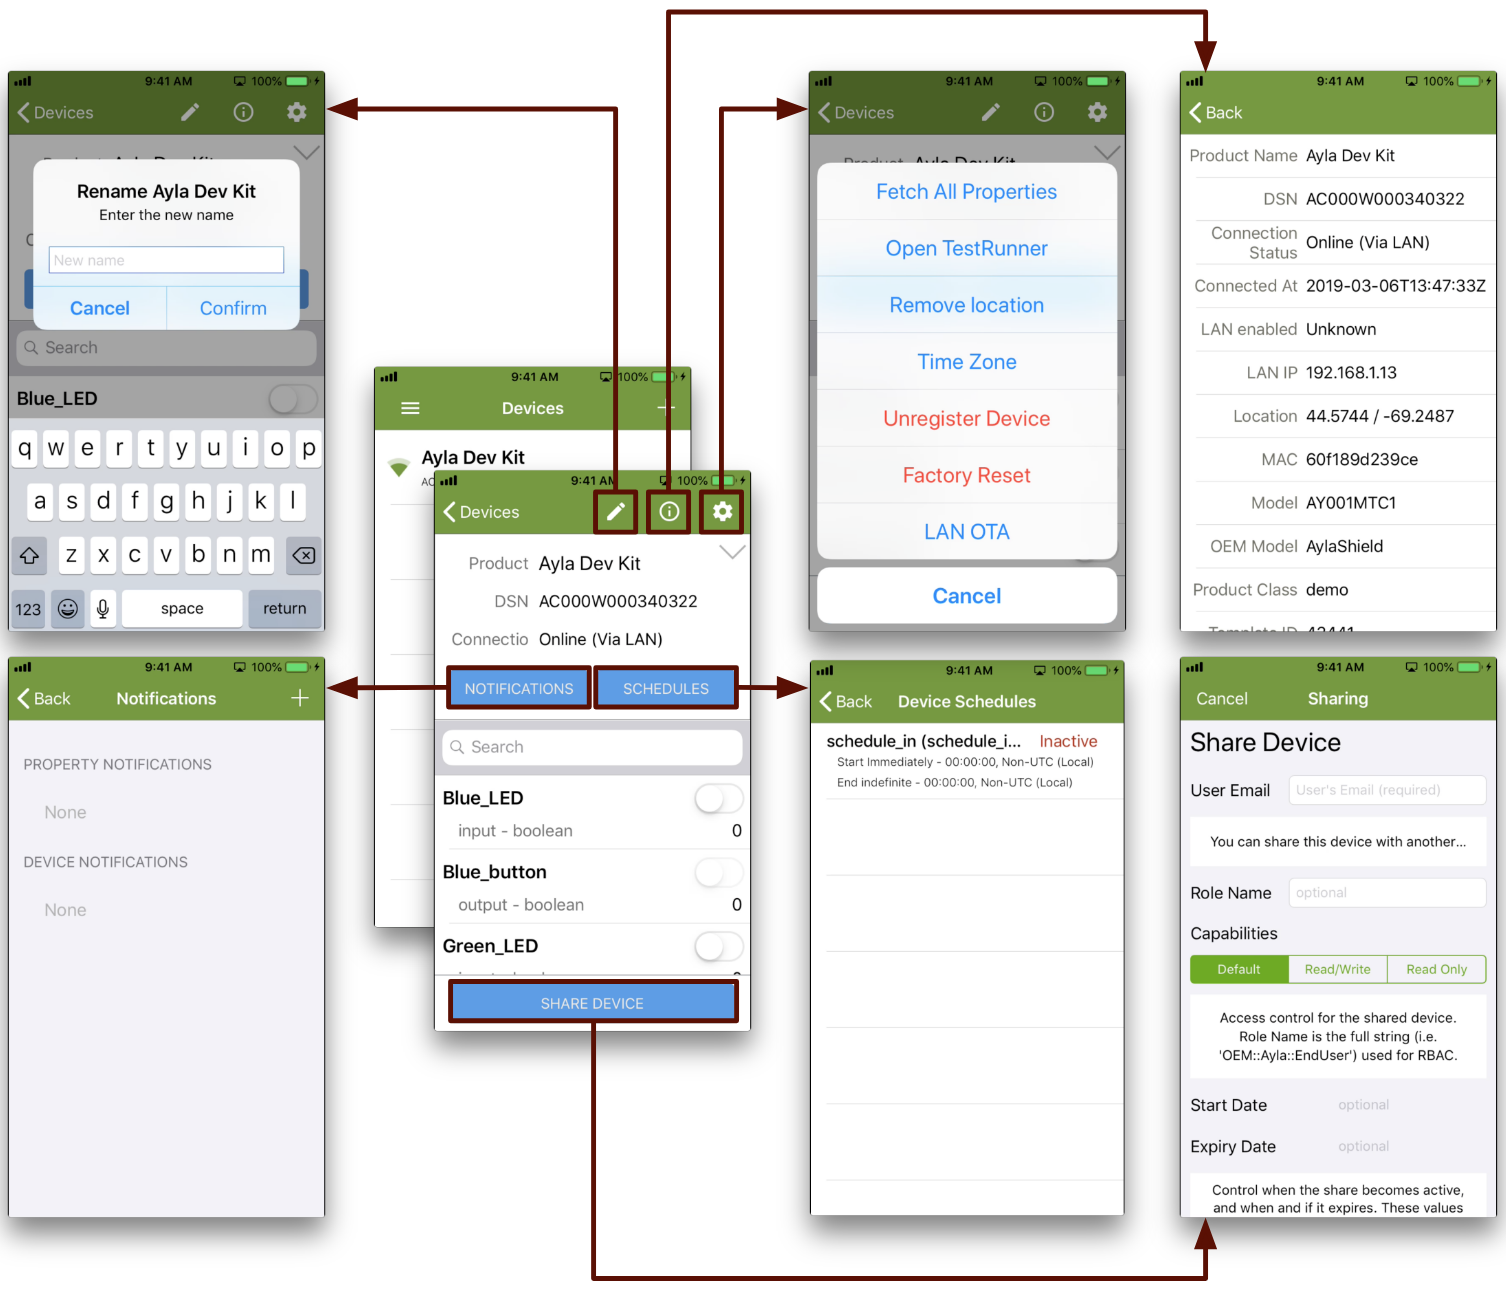 9:41 AM 100%
Devices
Rename Ayla Dev Kit
Enter the new name
New name
Cancel Confirm
Search
Blue_LED
q w e r t y u i o p
a s d f g h j k l
z x c v b n m
123 space return
9:41 AM 100%
Back Notifications
PROPERTY NOTIFICATIONS
None
DEVICE NOTIFICATIONS
None
9:41 AM 100%
Devices
Ayla Dev Kit
9:41 AM 100%
Devices
Product Ayla Dev Kit
DSN AC000W000340322
Connectio Online (Via LAN)
NOTIFICATIONS SCHEDULES
Search
Blue_LED
input - boolean 0
Blue_button
output - boolean 0
Green_LED
SHARE DEVICE
9:41 AM 100%
Devices
Product Ayla Dev Kit
Fetch All Properties
Open TestRunner
Remove location
Time Zone
Unregister Device
Factory Reset
LAN OTA
Cancel
9:41 AM 100%
Back Device Schedules
schedule_in (schedule_i... Inactive
Start Immediately - 00:00:00, Non-UTC (Local)
End indefinite - 00:00:00, Non-UTC (Local)
9:41 AM 100%
Back
Product Name Ayla Dev Kit
DSN AC000W000340322
Connection
Status Online (Via LAN)
Connected At 2019-03-06T13:47:33Z
LAN enabled Unknown
LAN IP 192.168.1.13
Location 44.5744 / -69.2487
MAC 60f189d239ce
Model AY001MTC1
OEM Model AylaShield
Product Class demo
Template ID 42441
9:41 AM 100%
Cancel Sharing
Share Device
User Email User's Email (required)
You can share this device with another...
Role Name optional
Capabilities
Default Read/Write Read Only
Access control for the shared device.
Role Name is the full string (i.e.
'OEM::Ayla::EndUser') used for RBAC.
Start Date optional
Expiry Date optional
Control when the share becomes active,
and when and if it expires. These values